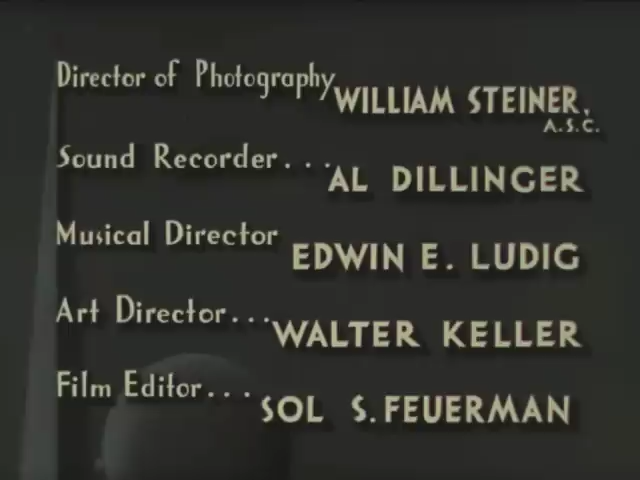 Director of Photography WILLIAM STEINER,
A.S.C.
Sound Recorder... AL DILLINGER
Musical Director EDWIN E. LUDIG
Art Director... WALTER KELLER
Film Editor... SOL S. FEUERMAN